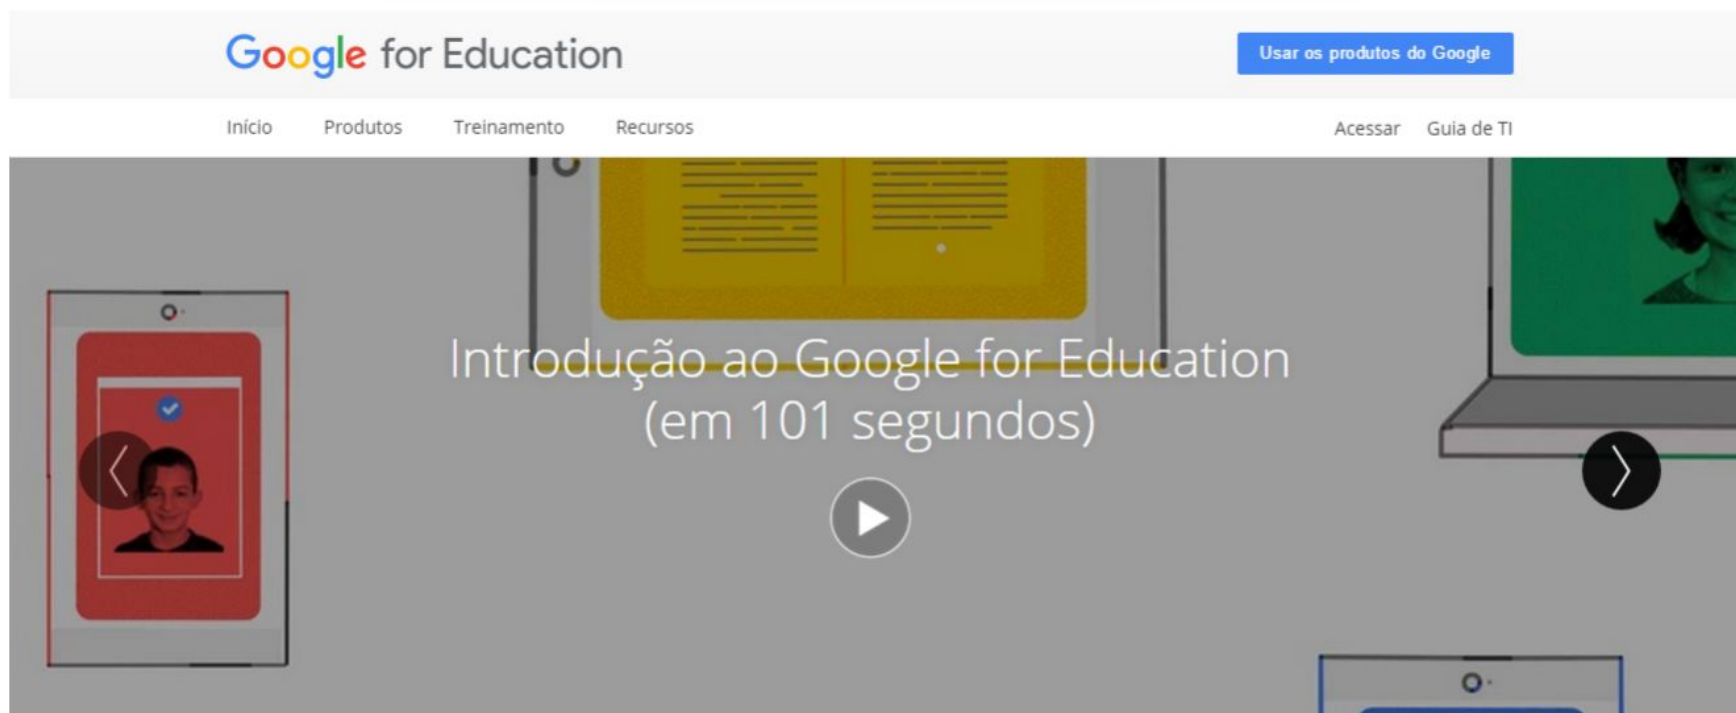 Google for Education
Usar os produtos do Google
Início Produtos Treinamento Recursos Acessar Guia de TI
Introdução ao Google for Education
(em 101 segundos)